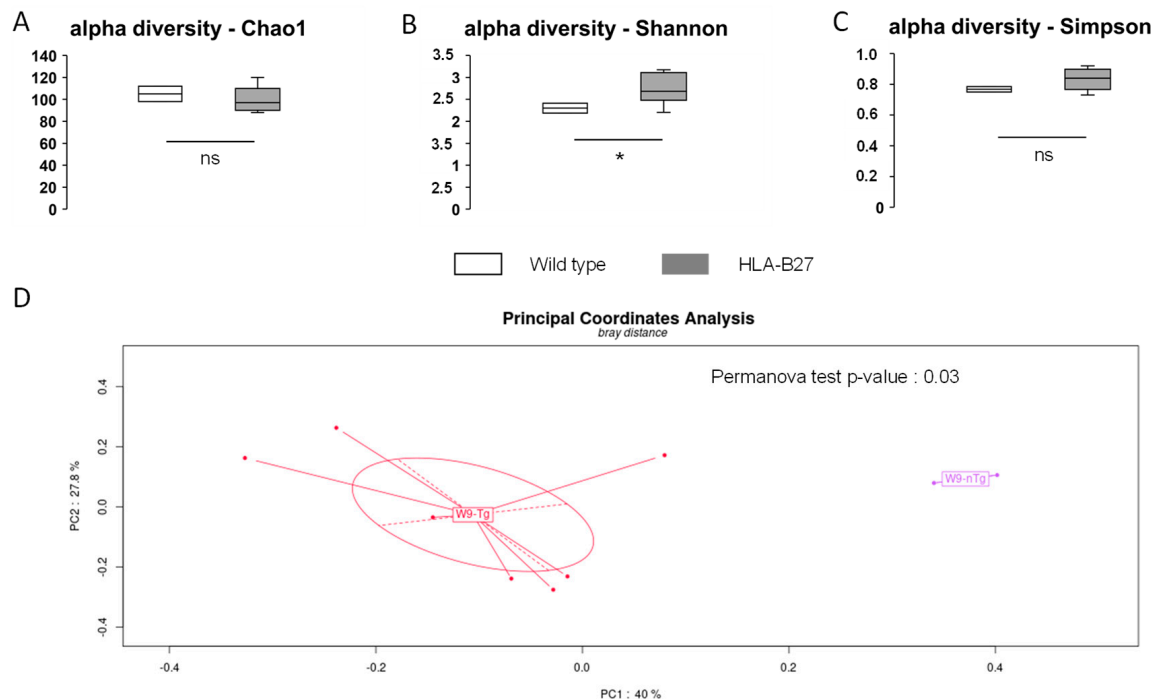 A
alpha diversity - Chao1
140
120
100
80
60
40
20
0
ns
B
alpha diversity - Shannon
3.5
3
2.5
2
3.5
1
2.5
0
*
C
alpha diversity - Simpson
1.0
0.8
0.6
0.4
0.2
0
ns
Wild type
HLA-B27
D
Principal Coordinates Analysis
bray distance
Permanova test p-value : 0.03
PC2 : 27.8 %
0.4
0.2
0.0
-0.2
-0.4
W9-Tg
W9-nTg
-0.4
-0.2
0.0
0.2
0.4
PC1 : 40 %